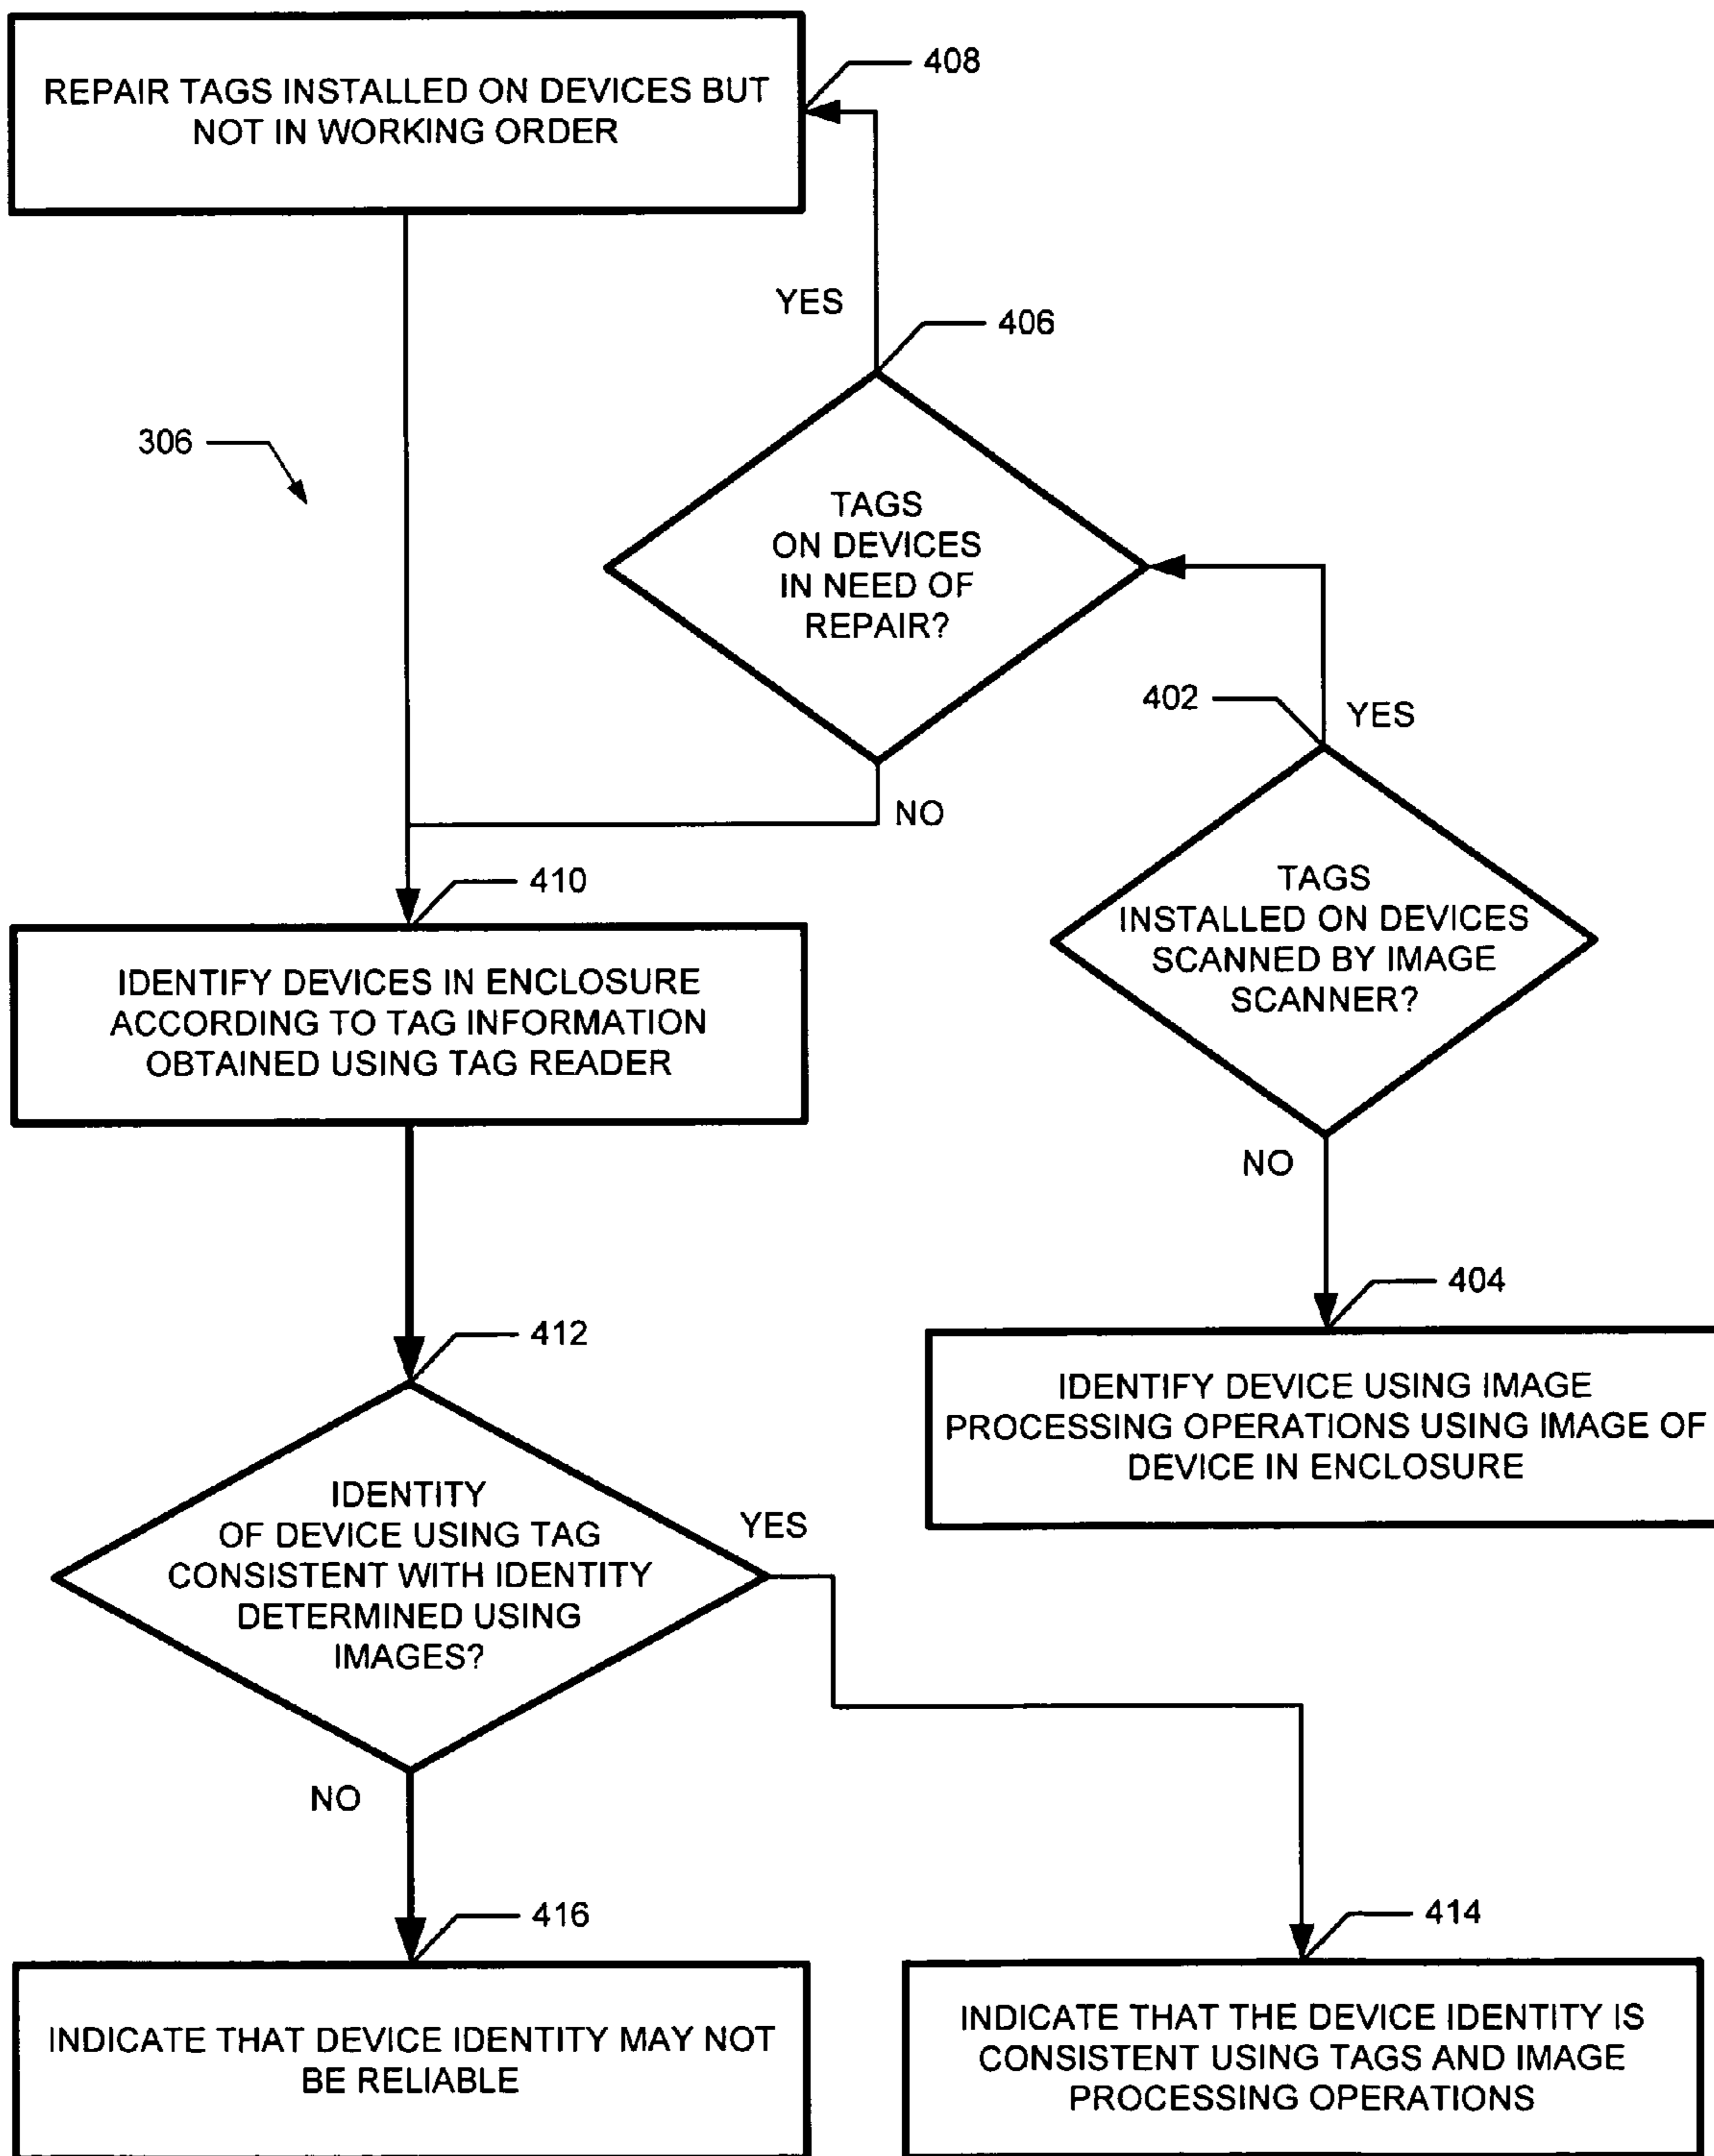 REPAIR TAGS INSTALLED ON DEVICES BUT
NOT IN WORKING ORDER
408
YES
406
306
TAGS
ON DEVICES
IN NEED OF
REPAIR?
402
YES
NO
TAGS
INSTALLED ON DEVICES
SCANNED BY IMAGE
SCANNER?
410
IDENTIFY DEVICES IN ENCLOSURE
ACCORDING TO TAG INFORMATION
OBTAINED USING TAG READER
NO
404
IDENTIFY DEVICE USING IMAGE
PROCESSING OPERATIONS USING IMAGE OF
DEVICE IN ENCLOSURE
412
IDENTITY
OF DEVICE USING TAG
CONSISTENT WITH IDENTITY
DETERMINED USING
IMAGES?
YES
NO
416
INDICATE THAT DEVICE IDENTITY MAY NOT
BE RELIABLE
414
INDICATE THAT THE DEVICE IDENTITY IS
CONSISTENT USING TAGS AND IMAGE
PROCESSING OPERATIONS